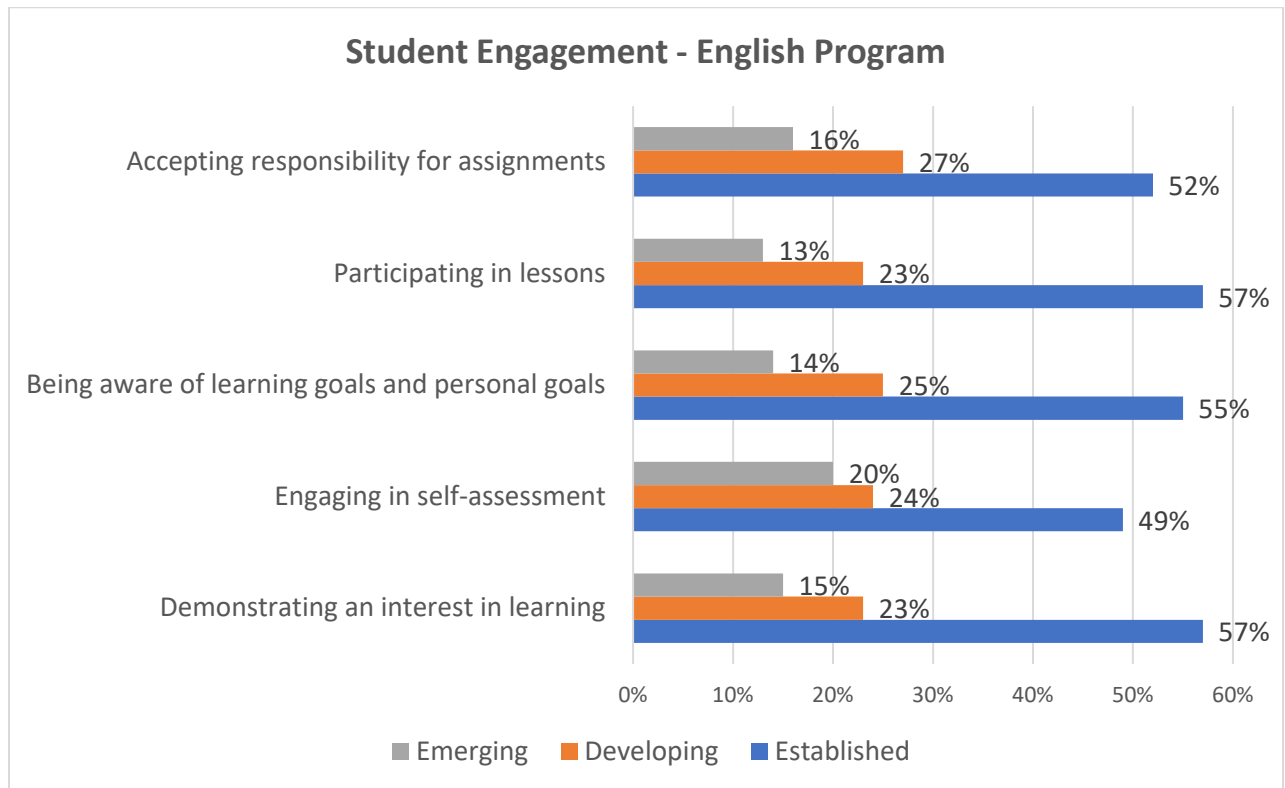 Student Engagement - English Program
Accepting responsibility for assignments
16%
27%
52%
Participating in lessons
13%
23%
57%
Being aware of learning goals and personal goals
14%
25%
55%
Engaging in self-assessment
20%
24%
49%
Demonstrating an interest in learning
15%
23%
57%
0% 10% 20% 30% 40% 50% 60%
Emerging Developing Established